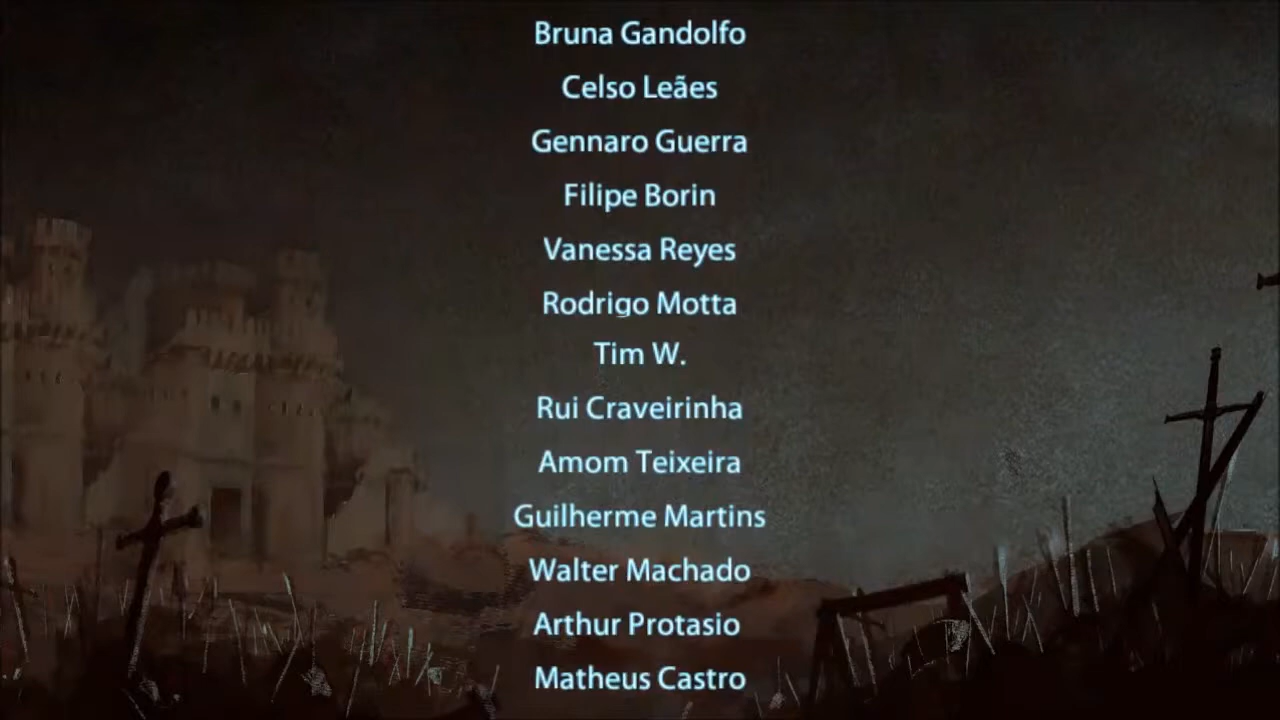 Bruna Gandolfo
Celso Leães
Gennaro Guerra
Filipe Borin
Vanessa Reyes
Rodrigo Motta
Tim W.
Rui Craveirinha
Amom Teixeira
Guilherme Martins
Walter Machado
Arthur Protasio
Matheus Castro